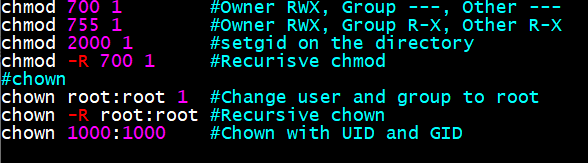 chmod 700 1 #Owner RWX, Group ---, Other ---
chmod 755 1 #Owner RWX, Group R-X, Other R-X
chmod 2000 1 #setgid on the directory
chmod -R 700 1 #Recurisve chmod
#chown
chown root:root 1 #Change user and group to root
chown -R root:root #Recursive chown
chown 1000:1000 #Chown with UID and GID